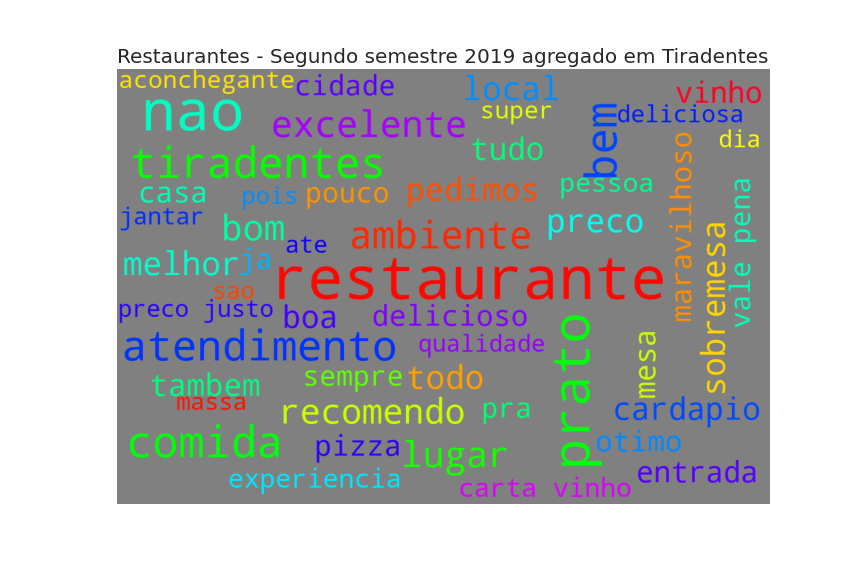 Restaurantes - Segundo semestre 2019 agregado em Tiradentes
aconchegante
cidade
local
vinho
nao
super
deliciosa
excelente
bem
dia
tudo
tiradentes
maravilhoso
casa
pois
pouco
pedimos
pessoa
vale pena
jantar
bom
ate
ambiente
preco
melhor
ja
restaurante
sobremesa
sao
preco justo
boa
delicioso
prato
atendimento
qualidade
mesa
tambem
sempre
todo
massa
recomendo
pra
cardapio
comida
pizza
lugar
otimo
experiencia
carta vinho
entrada